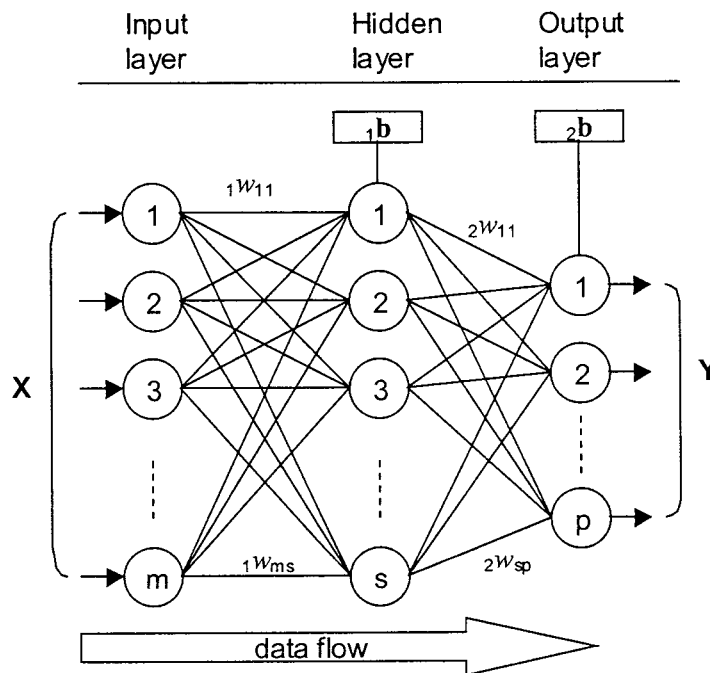 Input layer
Hidden layer
Output layer
₁b
₂b
₁w₁₁
₂w₁₁
1
1
1
2
2
2
3
3
X
Y
m
s
p
₁wₘₛ
₂wₛₚ
data flow